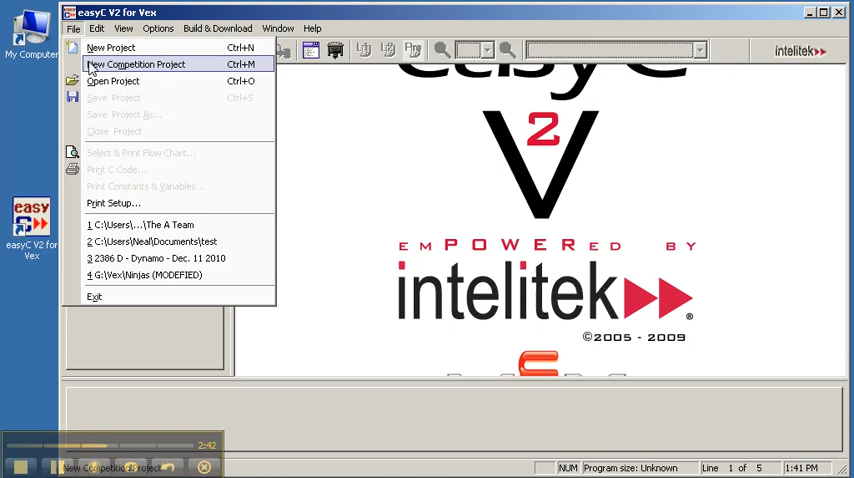 easyC V2 for Vex
My Computer
File Edit View Options Build & Download Window Help
New Project Ctrl+N
New Competition Project Ctrl+M
Open Project Ctrl+O
Save Project Ctrl+S
Save Project As...
Close Project
Select & Print Flow Chart...
Print C Code...
Print Constants & Variables...
Print Setup...
1 C:\Users\...\The A Team
2 C:\Users\Neal\Documents\test
3 2386 D - Dynamo - Dec. 11 2010
4 G:\Vex\Ninjas (MODEFIED)
Exit
intelitek
easyC
V2
EMPOWERED BY
intelitek®
©2005 - 2009
easy C
easyC V2 for
Vex
2:42
New Competition Project
NUM Program size: Unknown Line 1 of 5 1:41 PM